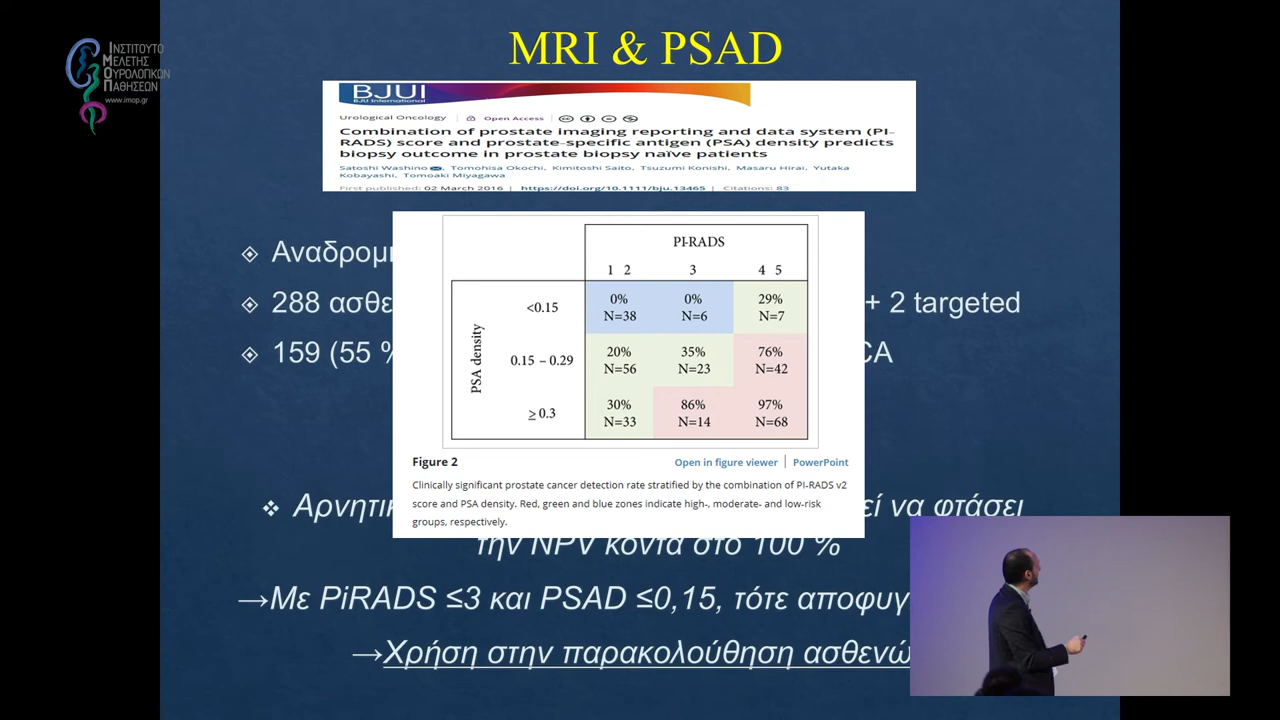 MRI & PSAD
ΙΝΣΤΙΤΟΥΤΟ
ΜΕΛΕΤΗΣ
ΟΥΡΟΛΟΓΙΚΩΝ
ΠΑΘΗΣΕΩΝ
www.imop.gr
BJUI
BJU International
Urological Oncology | Open Access
Combination of prostate imaging reporting and data system (PI-
RADS) score and prostate-specific antigen (PSA) density predicts
biopsy outcome in prostate biopsy naïve patients
Satoshi Washino, Tomohisa Okochi, Kimitoshi Saito, Tsuzumi Konishi, Masaru Hirai, Yutaka
Kobayashi, Tomoaki Miyagawa
First published: 02 March 2016 | https://doi.org/10.1111/bju.13465 | Citations: 83
Αναδρομ
288 ασθε + 2 targeted
159 (55 % CA
PI-RADS
1 2 3 4 5
PSA density
<0.15 0% 0% 29%
N=38 N=6 N=7
0.15 – 0.29 20% 35% 76%
N=56 N=23 N=42
≥ 0.3 30% 86% 97%
N=33 N=14 N=68
Figure 2 Open in figure viewer | PowerPoint
Clinically significant prostate cancer detection rate stratified by the combination of PI-RADS v2
score and PSA density. Red, green and blue zones indicate high-, moderate- and low-risk
groups, respectively.
Αρνητικ εί να φτάσει
την NPV κοντά στο 100 %
→Με PiRADS ≤3 και PSAD ≤0,15, τότε αποφυγ
→Χρήση στην παρακολούθηση ασθενώ